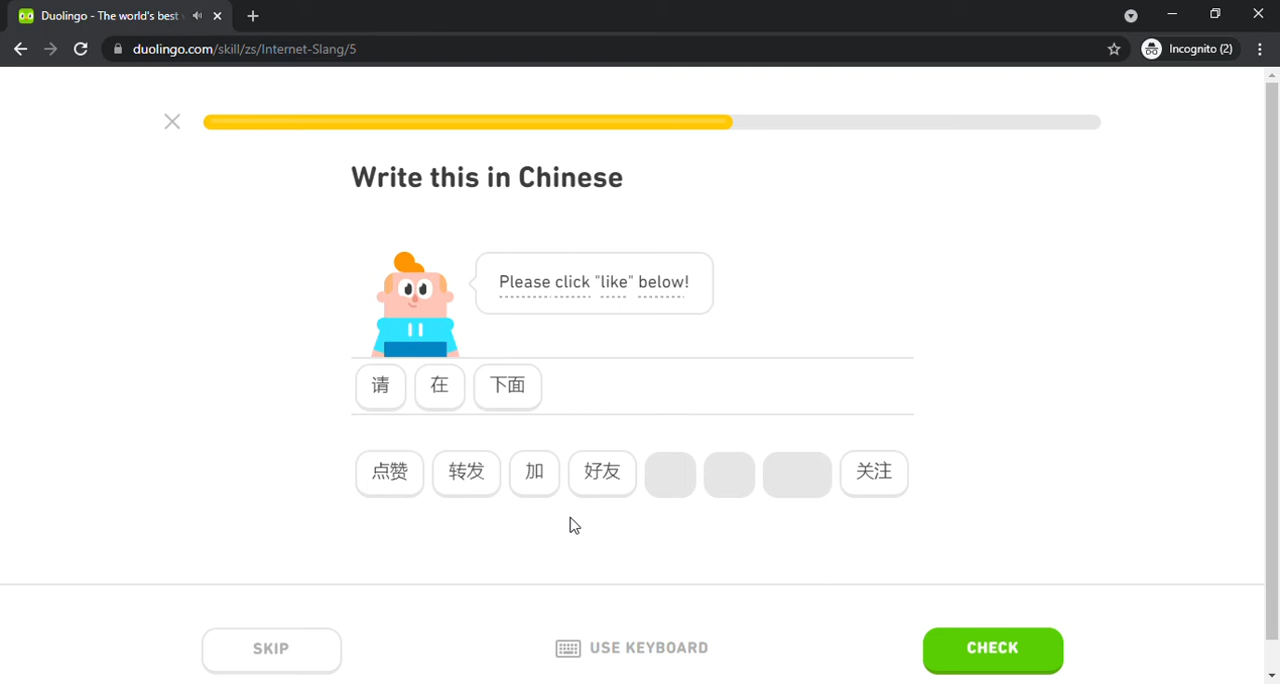 Duolingo - The world's best
duolingo.com/skill/zs/Internet-Slang/5
Incognito (2)
Write this in Chinese
Please click "like" below!
请 在 下面
点赞 转发 加 好友 关注
SKIP
USE KEYBOARD
CHECK